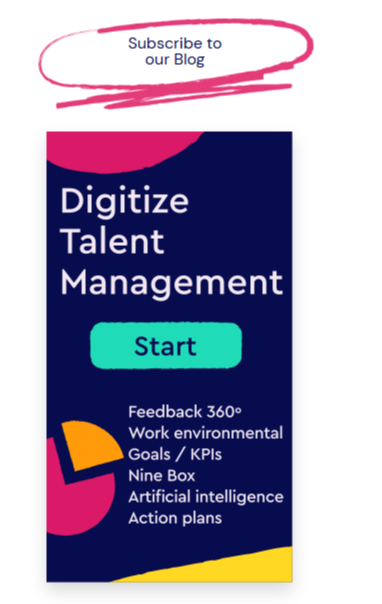 Subscribe to
our Blog
Digitize
Talent
Management
Start
Feedback 360º
Work environmental
Goals / KPIs
Nine Box
Artificial intelligence
Action plans